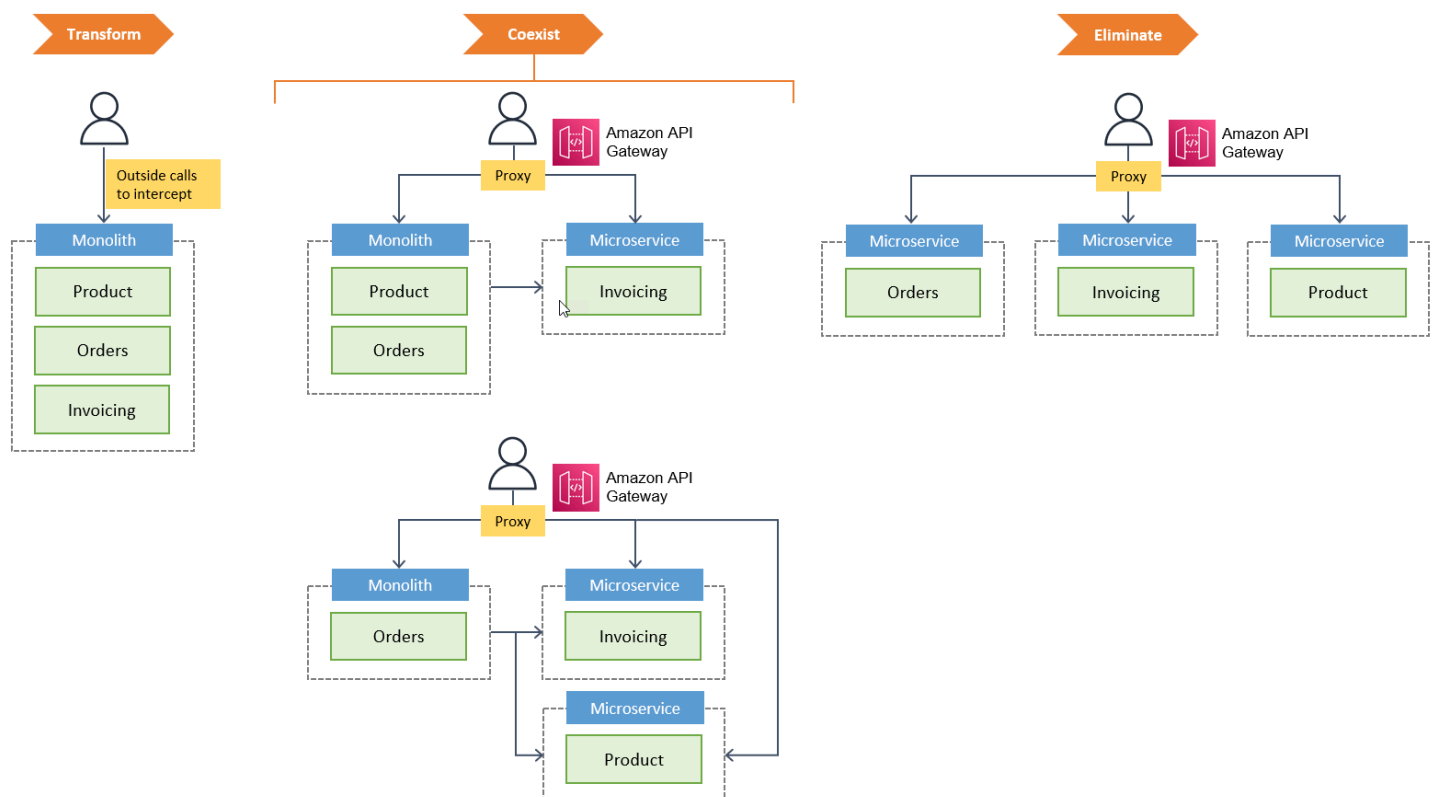 Transform
Coexist
Eliminate
Outside calls
to intercept
Monolith
Product
Orders
Invoicing
Amazon API
Gateway
Proxy
Monolith
Product
Orders
Microservice
Invoicing
Amazon API
Gateway
Proxy
Monolith
Orders
Microservice
Invoicing
Microservice
Product
Amazon API
Gateway
Proxy
Microservice
Orders
Microservice
Invoicing
Microservice
Product